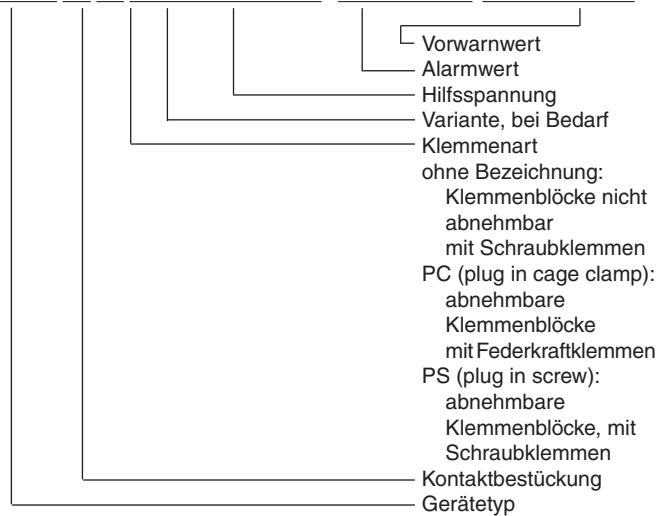 Vorwarnwert
Alarmwert
Hilfsspannung
Variante, bei Bedarf
Klemmenart
ohne Bezeichnung:
Klemmenblöcke nicht
abnehmbar
mit Schraubklemmen
PC (plug in cage clamp):
abnehmbare
Klemmenblöcke
mit Federkraftklemmen
PS (plug in screw):
abnehmbare
Klemmenblöcke, mit
Schraubklemmen
Kontaktbestückung
Gerätetyp